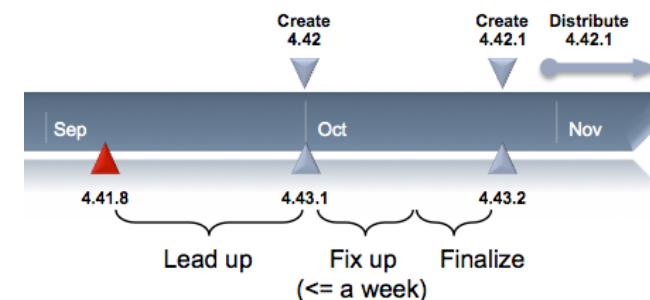 Create
4.42
Create
4.42.1
Distribute
4.42.1
Sep
Oct
Nov
4.41.8
4.43.1
4.43.2
Lead up
Fix up
(<= a week)
Finalize